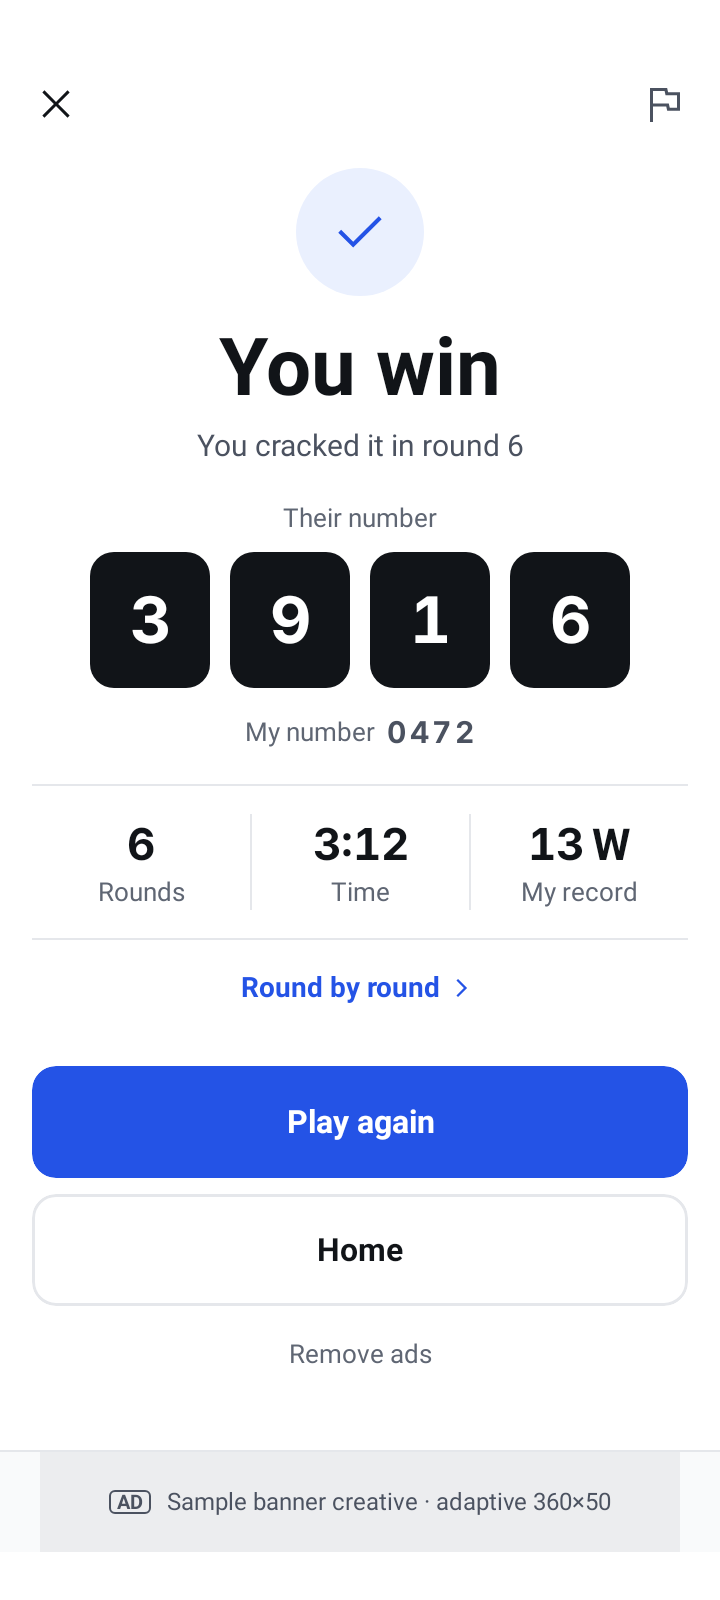 You win
You cracked it in round 6
Their number
3 9 1 6
My number 0472
6 3:12 13 W
Rounds Time My record
Round by round
Play again
Home
Remove ads
AD Sample banner creative · adaptive 360×50